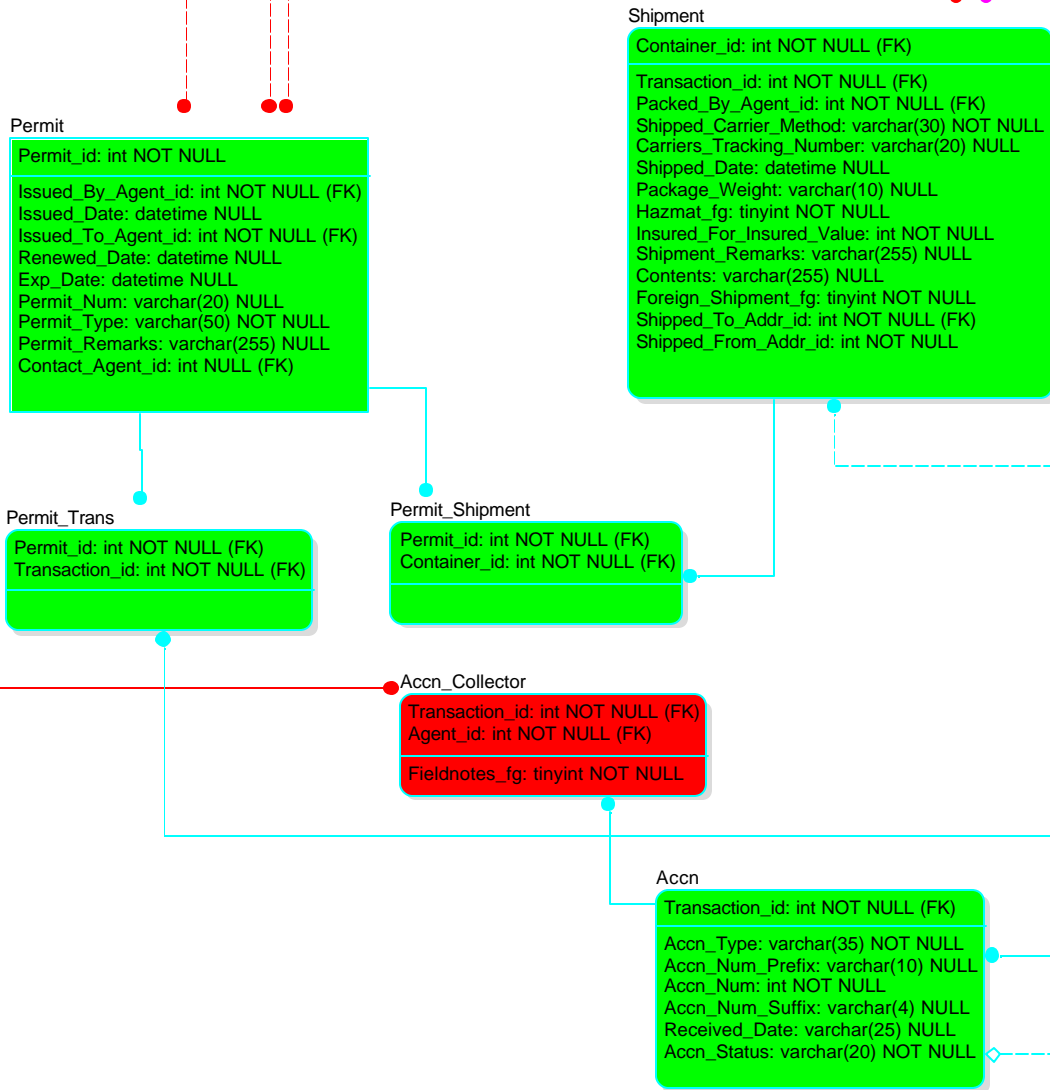 Shipment
Container_id: int NOT NULL (FK)
Transaction_id: int NOT NULL (FK)
Packed_By_Agent_id: int NOT NULL (FK)
Shipped_Carrier_Method: varchar(30) NOT NULL
Carriers_Tracking_Number: varchar(20) NULL
Shipped_Date: datetime NULL
Package_Weight: varchar(10) NULL
Hazmat_fg: tinyint NOT NULL
Insured_For_Insured_Value: int NOT NULL
Shipment_Remarks: varchar(255) NULL
Contents: varchar(255) NULL
Foreign_Shipment_fg: tinyint NOT NULL
Shipped_To_Addr_id: int NOT NULL (FK)
Shipped_From_Addr_id: int NOT NULL
Permit
Permit_id: int NOT NULL
Issued_By_Agent_id: int NOT NULL (FK)
Issued_Date: datetime NULL
Issued_To_Agent_id: int NOT NULL (FK)
Renewed_Date: datetime NULL
Exp_Date: datetime NULL
Permit_Num: varchar(20) NULL
Permit_Type: varchar(50) NOT NULL
Permit_Remarks: varchar(255) NULL
Contact_Agent_id: int NULL (FK)
Permit_Trans
Permit_id: int NOT NULL (FK)
Transaction_id: int NOT NULL (FK)
Permit_Shipment
Permit_id: int NOT NULL (FK)
Container_id: int NOT NULL (FK)
Accn_Collector
Transaction_id: int NOT NULL (FK)
Agent_id: int NOT NULL (FK)
Fieldnotes_fg: tinyint NOT NULL
Accn
Transaction_id: int NOT NULL (FK)
Accn_Type: varchar(35) NOT NULL
Accn_Num_Prefix: varchar(10) NULL
Accn_Num: int NOT NULL
Accn_Num_Suffix: varchar(4) NULL
Received_Date: varchar(25) NULL
Accn_Status: varchar(20) NOT NULL